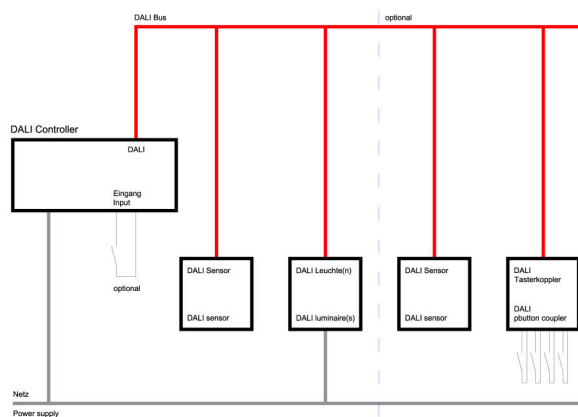 DALI Bus
optional
DALI Controller
DALI
Eingang
Input
optional
DALI Sensor
DALI sensor
DALI Leuchte(n)
DALI luminaire(s)
DALI Sensor
DALI sensor
DALI
Tasterkoppler
DALI
pbutton coupler
Netz
Power supply